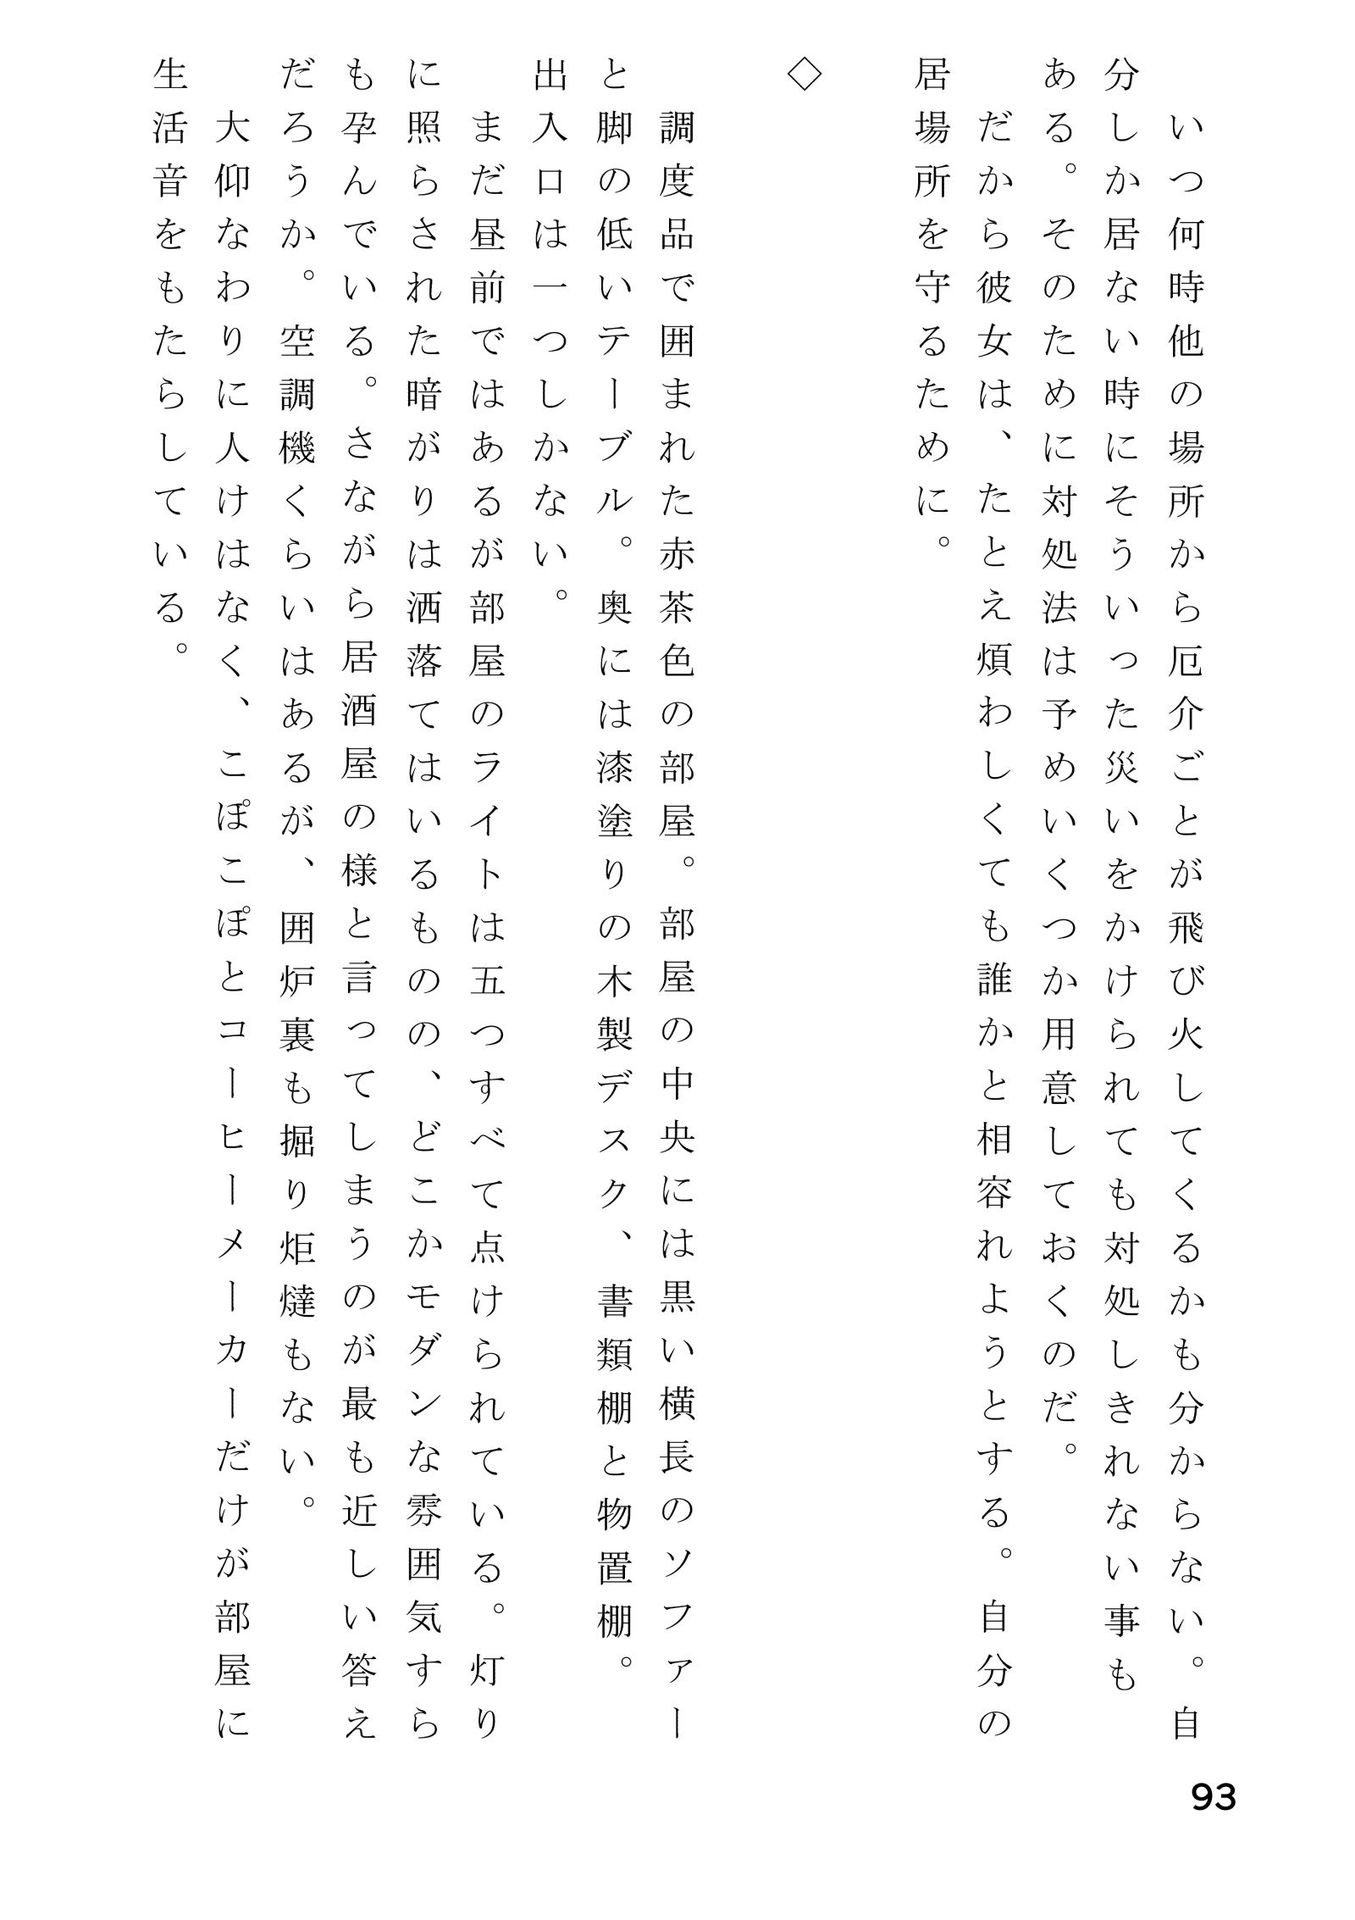 いつ何時他の場所から厄介ごとが飛び火してくるかも分からない。自
分しか居ない時にそういった災いをかけられても対処しきれない事も
ある。そのために対処法は予めいくつか用意しておくのだ。
　だから彼女は、たとえ煩わしくても誰かと相容れようとする。自分の
居場所を守るために。
◇
　調度品で囲まれた赤茶色の部屋。部屋の中央には黒い横長のソファー
と脚の低いテーブル。奥には漆塗りの木製デスク、書類棚と物置棚。
出入口は一つしかない。
　まだ昼前ではあるが部屋のライトは五つすべて点けられている。灯り
に照らされた暗がりは洒落てはいるものの、どこかモダンな雰囲気すら
も孕んでいる。さながら居酒屋の様と言ってしまうのが最も近しい答え
だろうか。空調機くらいはあるが、囲炉裏も掘り炬燵もない。
　大仰なわりに人けはなく、こぽこぽとコーヒーメーカーだけが部屋に
生活音をもたらしている。
93